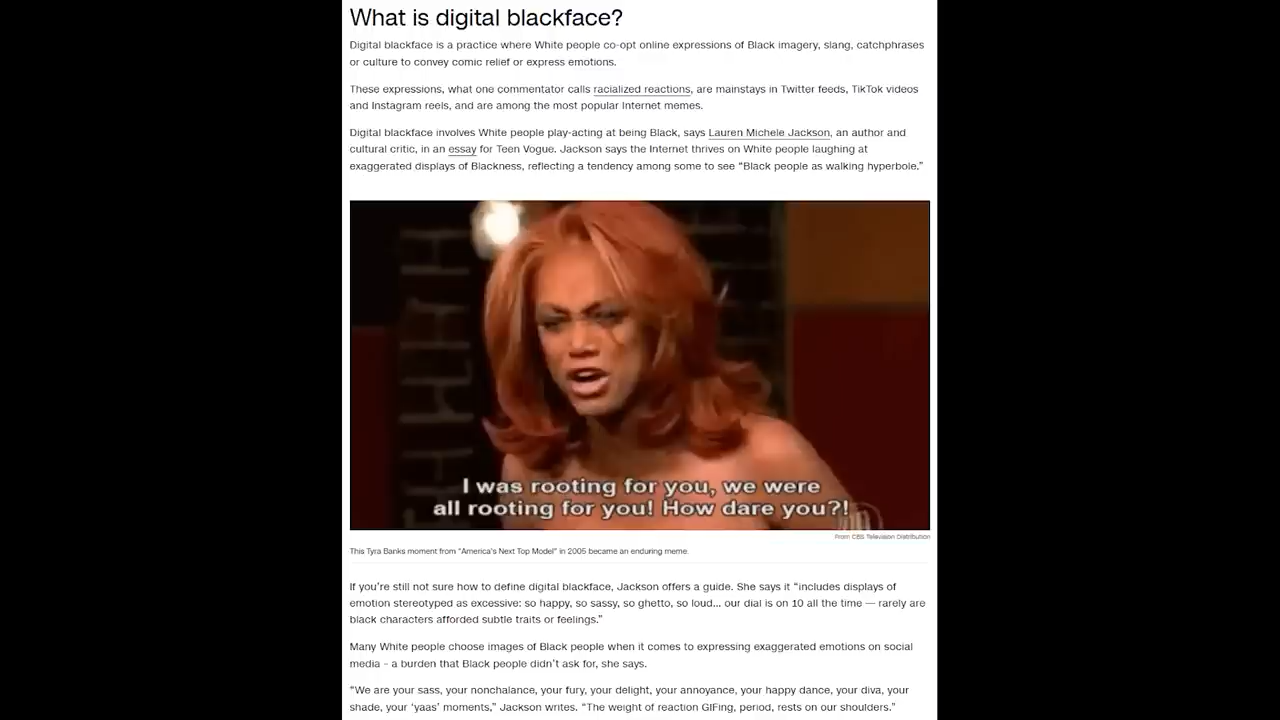 What is digital blackface?
Digital blackface is a practice where White people co-opt online expressions of Black imagery, slang, catchphrases
or culture to convey comic relief or express emotions.
These expressions, what one commentator calls racialized reactions, are mainstays in Twitter feeds, TikTok videos
and Instagram reels, and are among the most popular Internet memes.
Digital blackface involves White people play-acting at being Black, says Lauren Michele Jackson, an author and
cultural critic, in an essay for Teen Vogue. Jackson says the Internet thrives on White people laughing at
exaggerated displays of Blackness, reflecting a tendency among some to see “Black people as walking hyperbole.”
I was rooting for you, we were
all rooting for you! How dare you?!
From CBS Television Distribution
This Tyra Banks moment from "America's Next Top Model" in 2005 became an enduring meme.
If you’re still not sure how to define digital blackface, Jackson offers a guide. She says it “includes displays of
emotion stereotyped as excessive: so happy, so sassy, so ghetto, so loud... our dial is on 10 all the time — rarely are
black characters afforded subtle traits or feelings.”
Many White people choose images of Black people when it comes to expressing exaggerated emotions on social
media - a burden that Black people didn’t ask for, she says.
“We are your sass, your nonchalance, your fury, your delight, your annoyance, your happy dance, your diva, your
shade, your ‘yaas’ moments,” Jackson writes. “The weight of reaction GIFing, period, rests on our shoulders.”